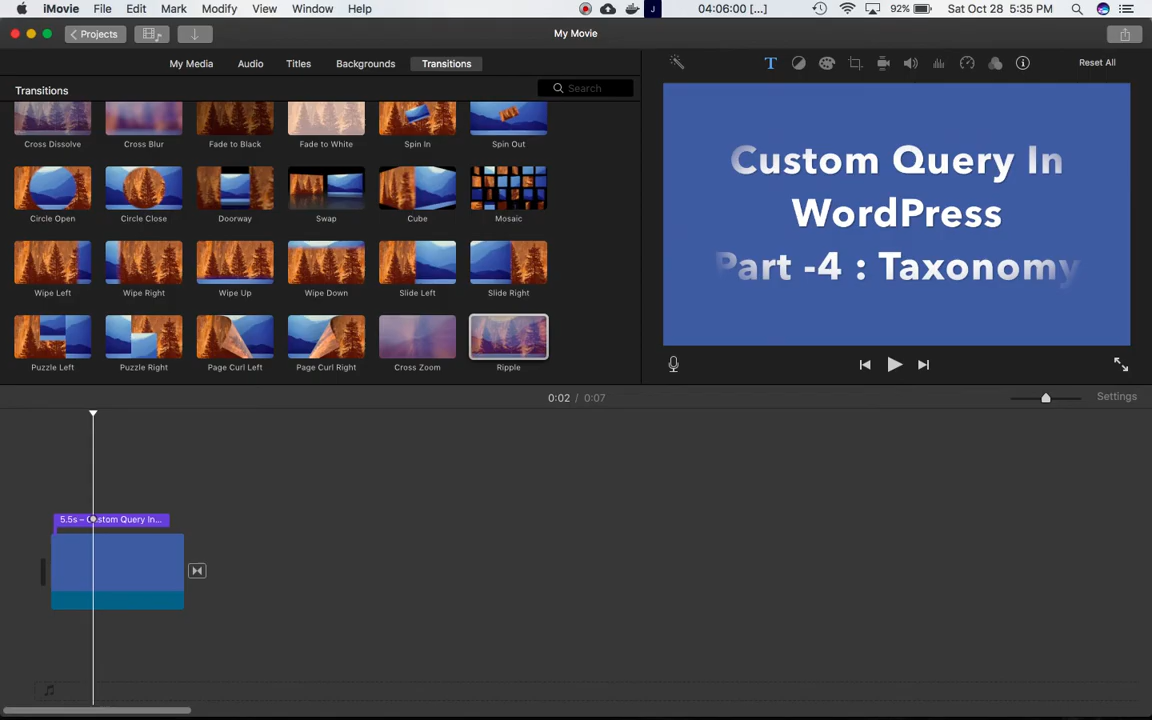 iMovie File Edit Mark Modify View Window Help J 04:06:00 [...] 92% Sat Oct 28 5:35 PM
Projects My Movie
My Media Audio Titles Backgrounds Transitions T Reset All
Transitions Search
Cross Dissolve Cross Blur Fade to Black Fade to White Spin In Spin Out
Circle Open Circle Close Doorway Swap Cube Mosaic
Wipe Left Wipe Right Wipe Up Wipe Down Slide Left Slide Right
Puzzle Left Puzzle Right Page Curl Left Page Curl Right Cross Zoom Ripple
Custom Query In
WordPress
Part -4 : Taxonomy
0:02 / 0:07 Settings
5.5s – Custom Query In...